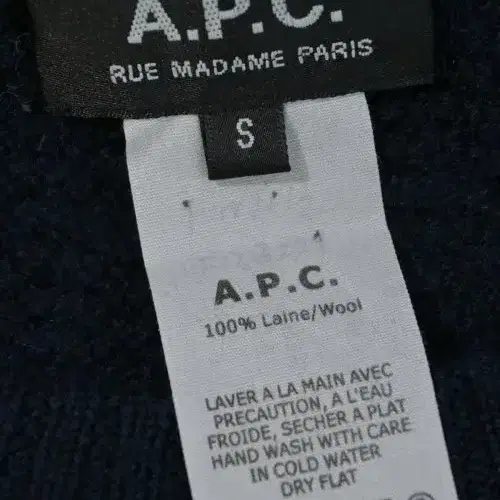 A.P.C.
RUE MADAME PARIS
S
A.P.C.
100% Laine/Wool
LAVER A LA MAIN AVEC
PRECAUTION, A L'EAU
FROIDE, SECHER A PLAT
HAND WASH WITH CARE
IN COLD WATER
DRY FLAT